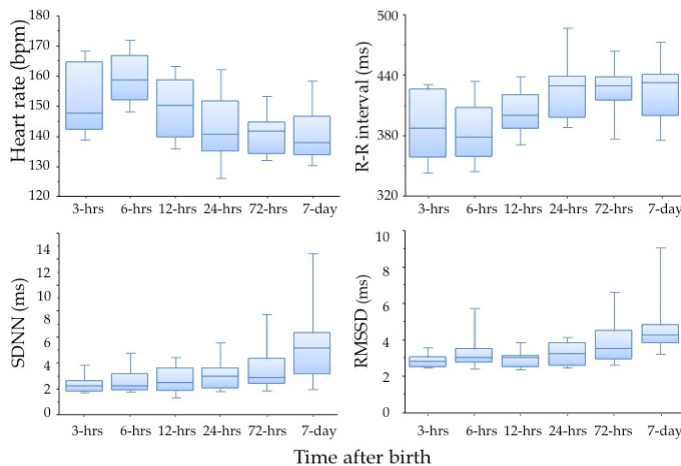 180
170
160
150
140
130
120
Heart rate (bpm)
3-hrs 6-hrs 12-hrs 24-hrs 72-hrs 7-day
500
440
380
320
R-R interval (ms)
3-hrs 6-hrs 12-hrs 24-hrs 72-hrs 7-day
14
12
10
8
6
4
2
0
SDNN (ms)
3-hrs 6-hrs 12-hrs 24-hrs 72-hrs 7-day
10
8
6
4
2
0
RMSSD (ms)
3-hrs 6-hrs 12-hrs 24-hrs 72-hrs 7-day
Time after birth